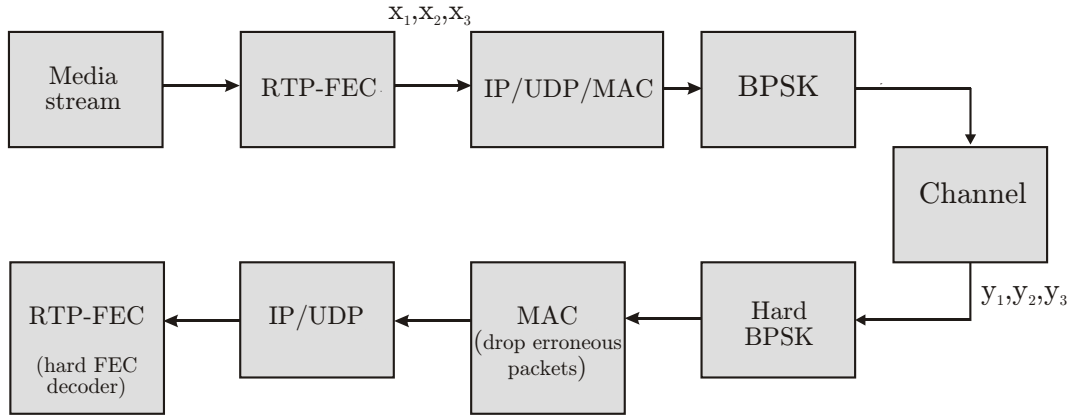 x₁,x₂,x₃
Media
stream
RTP-FEC
IP/UDP/MAC
BPSK
Channel
y₁,y₂,y₃
RTP-FEC
(hard FEC
decoder)
IP/UDP
MAC
(drop erroneous
packets)
Hard
BPSK